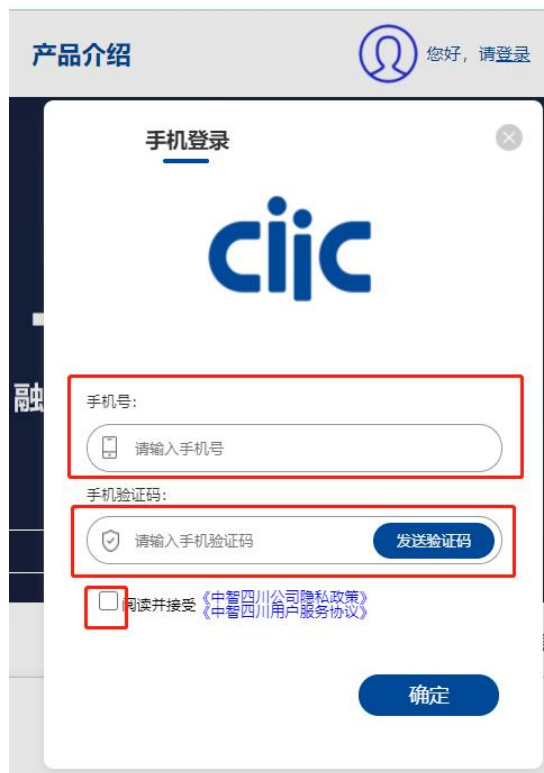 产品介绍
您好，请登录
手机登录
ciic
融
手机号：
请输入手机号
手机验证码：
请输入手机验证码
发送验证码
阅读并接受
《中智四川公司隐私政策》
《中智四川用户服务协议》
确定